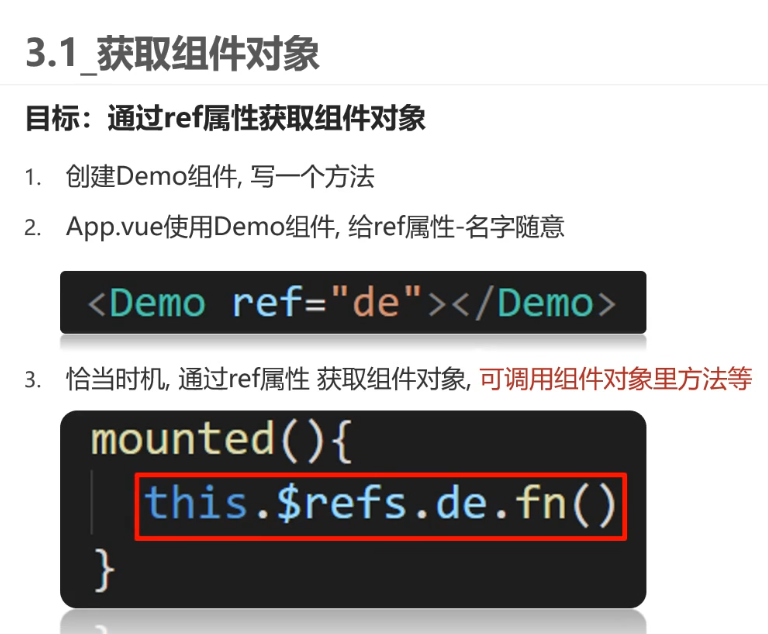 3.1_获取组件对象
目标：通过ref属性获取组件对象
1. 创建Demo组件, 写一个方法
2. App.vue使用Demo组件, 给ref属性-名字随意
<Demo ref="de"></Demo>
3. 恰当时机, 通过ref属性 获取组件对象, 可调用组件对象里方法等
mounted(){
this.$refs.de.fn()
}